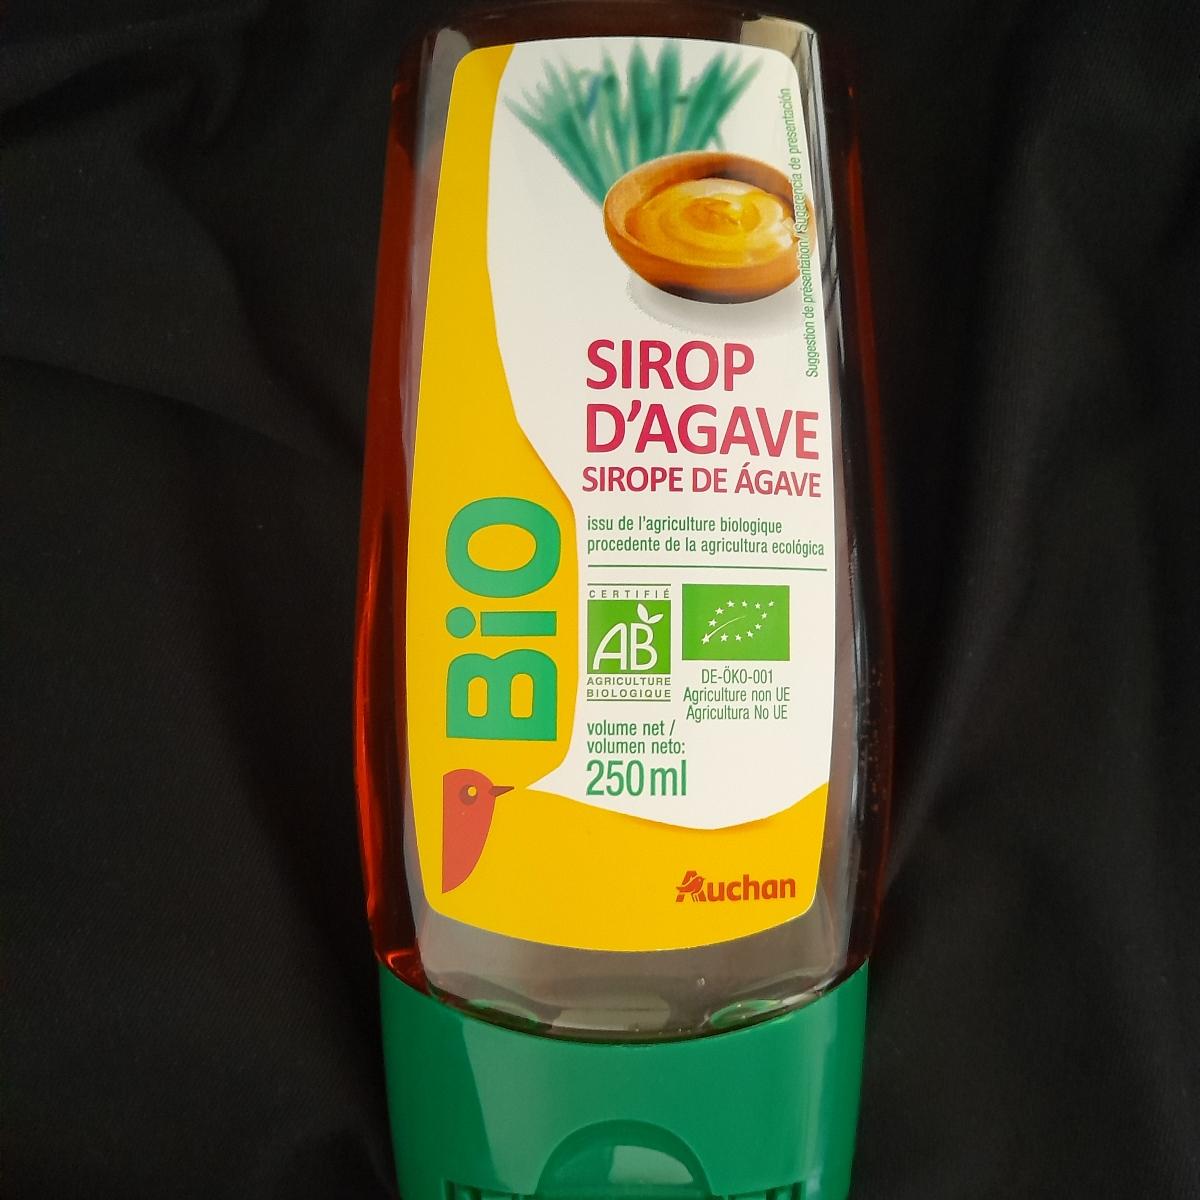 Suggestion de présentation/Sugerencia de presentación
SIROP
D'AGAVE
SIROPE DE ÁGAVE
issu de l'agriculture biologique
procedente de la agricultura ecológica
Bio
CERTIFIÉ
AB
AGRICULTURE
BIOLOGIQUE
DE-ÖKO-001
Agriculture non UE
Agricultura No UE
volume net /
volumen neto:
250 ml
Auchan